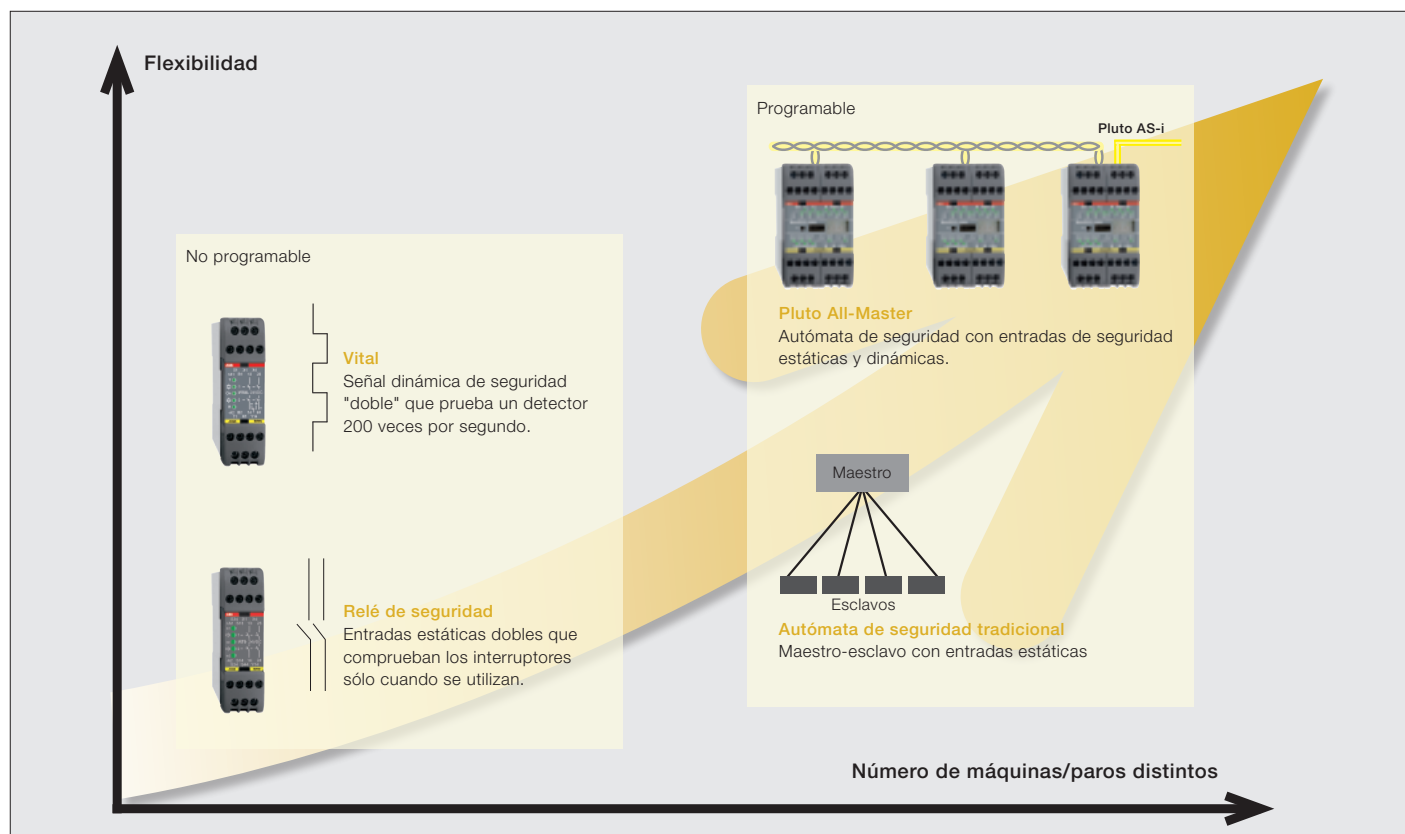 Flexibilidad
Programable
Pluto AS-i
No programable
Pluto All-Master
Autómata de seguridad con entradas de seguridad
estáticas y dinámicas.
Vital
Señal dinámica de seguridad
"doble" que prueba un detector
200 veces por segundo.
Maestro
Esclavos
Relé de seguridad
Entradas estáticas dobles que
comprueban los interruptores
sólo cuando se utilizan.
Autómata de seguridad tradicional
Maestro-esclavo con entradas estáticas
Número de máquinas/paros distintos